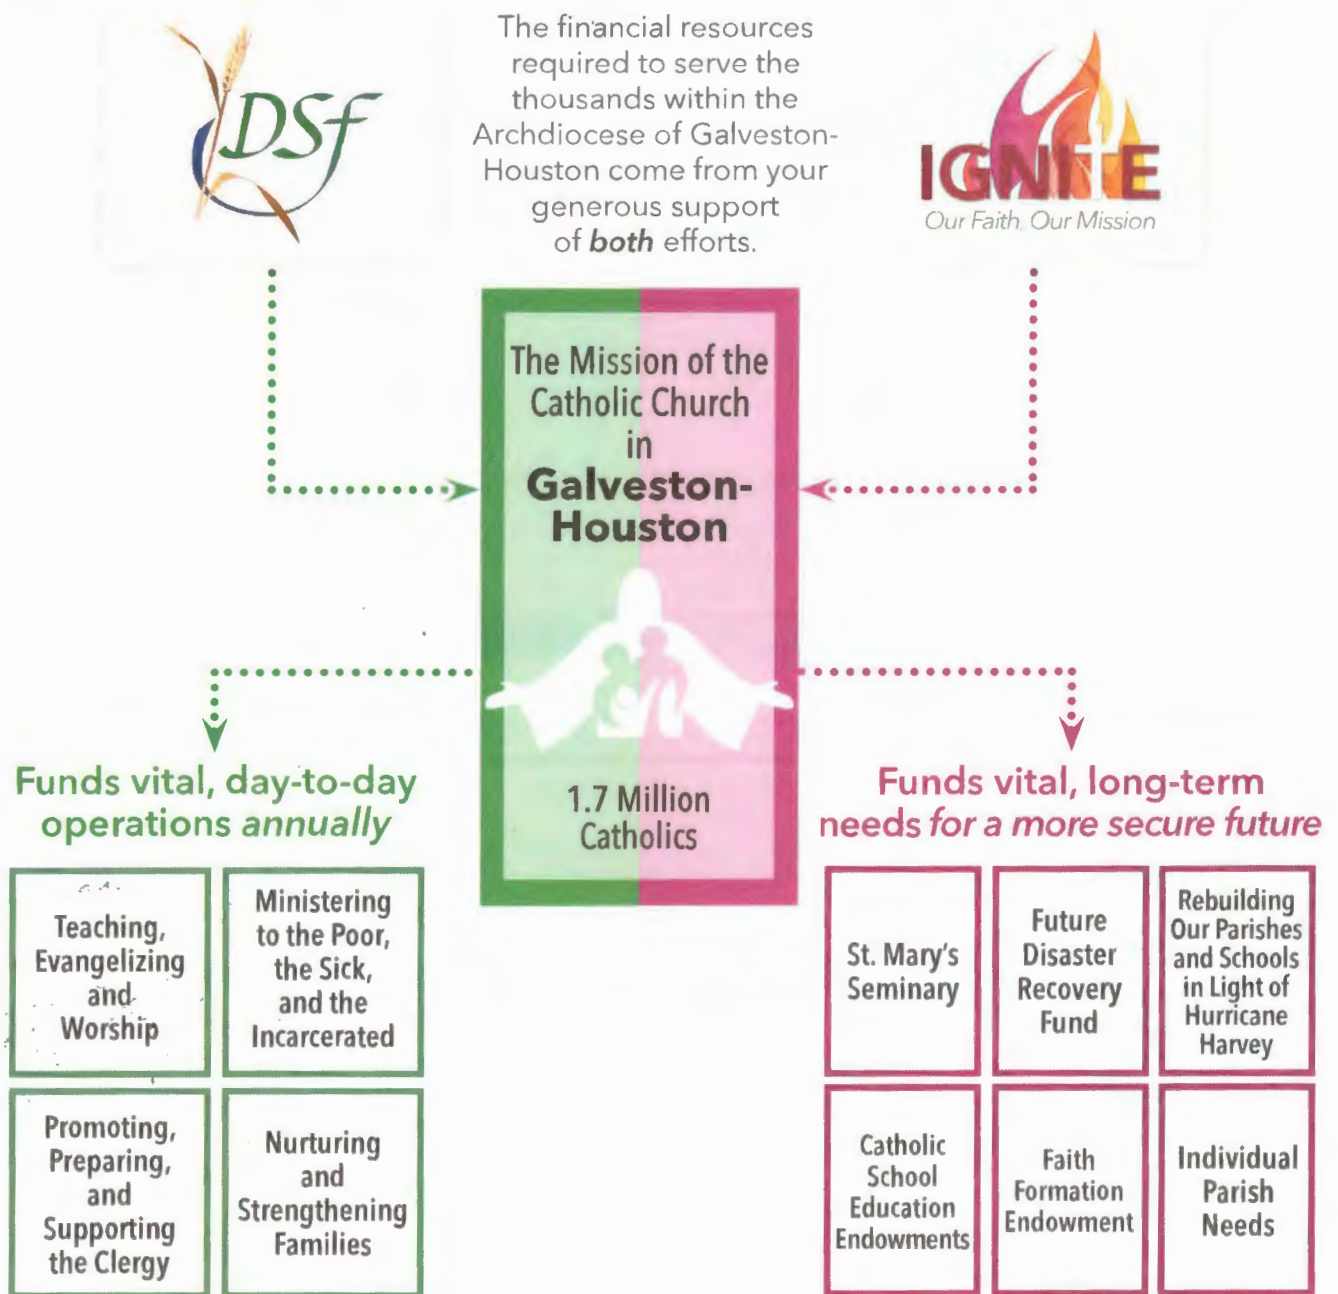 DSf
The financial resources
required to serve the
thousands within the
Archdiocese of Galveston-
Houston come from your
generous support
of both efforts.
IGNITE
Our Faith, Our Mission
The Mission of the
Catholic Church
in
Galveston-
Houston
1.7 Million
Catholics
Funds vital, day-to-day
operations annually
Teaching,
Evangelizing
and
Worship
Ministering
to the Poor,
the Sick,
and the
Incarcerated
Promoting,
Preparing,
and
Supporting
the Clergy
Nurturing
and
Strengthening
Families
Funds vital, long-term
needs for a more secure future
St. Mary's
Seminary
Future
Disaster
Recovery
Fund
Rebuilding
Our Parishes
and Schools
in Light of
Hurricane
Harvey
Catholic
School
Education
Endowments
Faith
Formation
Endowment
Individual
Parish
Needs